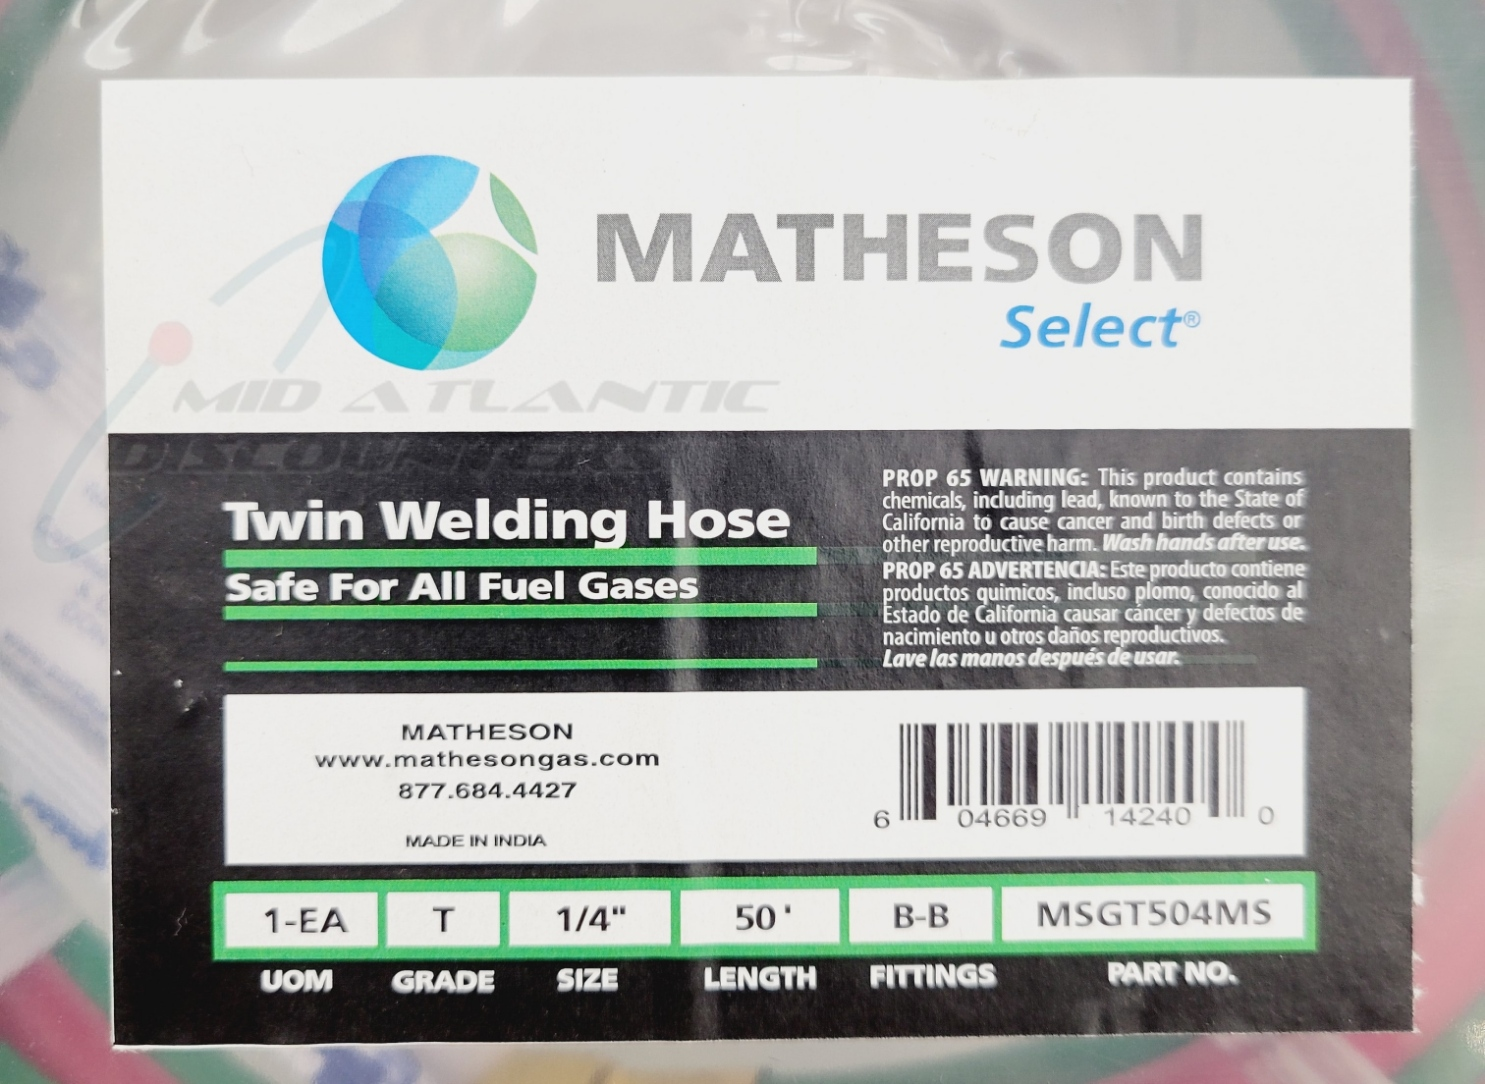 MATHESON
Select®
MID ATLANTIC
DISCOUNTERS
Twin Welding Hose
Safe For All Fuel Gases
PROP 65 WARNING: This product contains
chemicals, including lead, known to the State of
California to cause cancer and birth defects or
other reproductive harm. Wash hands after use.
PROP 65 ADVERTENCIA: Este producto contiene
productos quimicos, incluso plomo, conocido al
Estado de California causar cáncer y defectos de
nacimiento u otros daños reproductivos.
Lave las manos después de usar.
MATHESON
www.mathesongas.com
877.684.4427
MADE IN INDIA
6 04669 14240 0
1-EA T 1/4" 50' B-B MSGT504MS
UOM GRADE SIZE LENGTH FITTINGS PART NO.